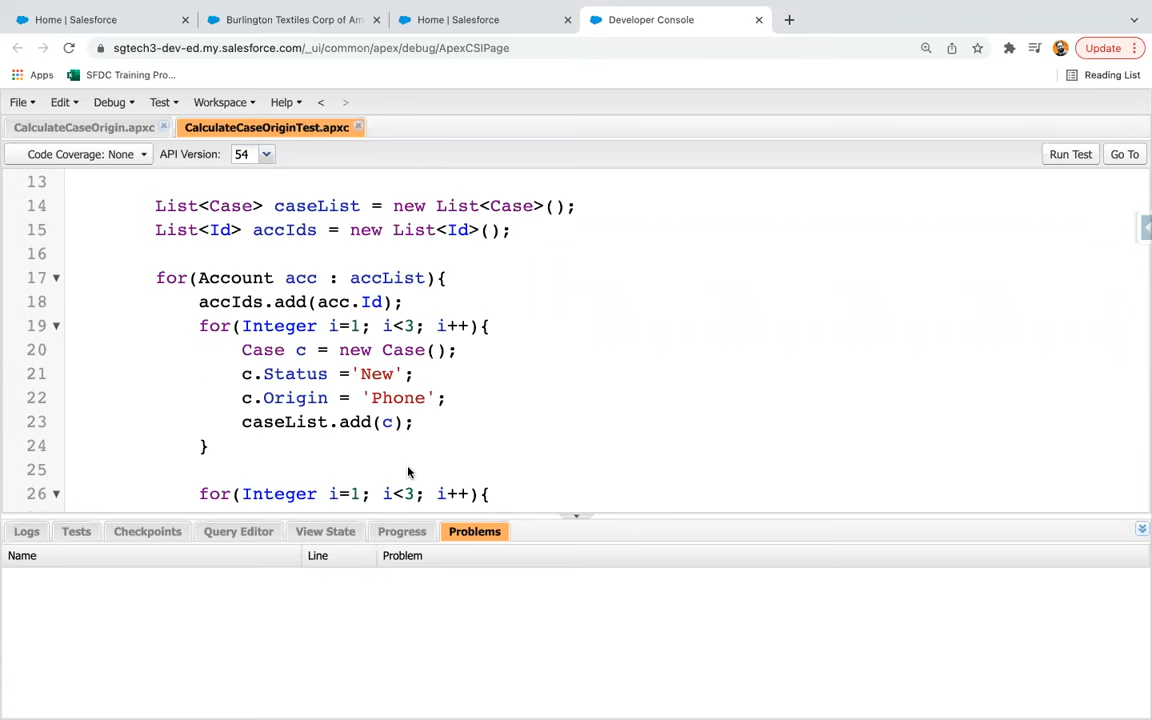 Home | Salesforce
Burlington Textiles Corp of Am
Home | Salesforce
Developer Console
sgtech3-dev-ed.my.salesforce.com/_ui/common/apex/debug/ApexCSIPage
Update
Apps
SFDC Training Pro...
Reading List
File Edit Debug Test Workspace Help < >
CalculateCaseOrigin.apxc
CalculateCaseOriginTest.apxc
Code Coverage: None API Version: 54 Run Test Go To
13
14 List<Case> caseList = new List<Case>();
15 List<Id> accIds = new List<Id>();
16
17 for(Account acc : accList){
18 accIds.add(acc.Id);
19 for(Integer i=1; i<3; i++){
20 Case c = new Case();
21 c.Status ='New';
22 c.Origin = 'Phone';
23 caseList.add(c);
24 }
25
26 for(Integer i=1; i<3; i++){
Logs Tests Checkpoints Query Editor View State Progress Problems
Name Line Problem